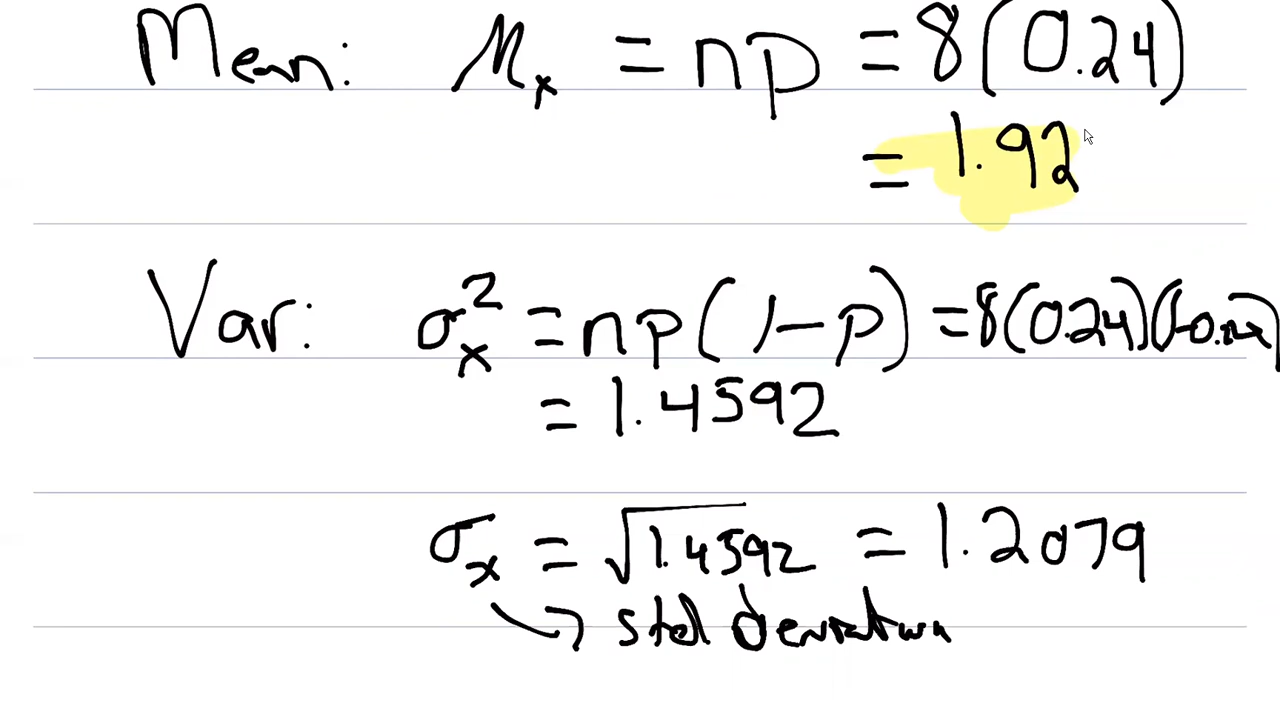 Mean: μₓ = np = 8(0.24)
= 1.92
Var: σₓ² = np(1-p) = 8(0.24)(1-0.24)
= 1.4592
σₓ = √1.4592 = 1.2079
→ std deviation